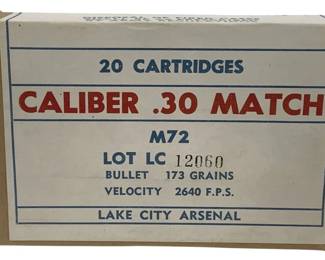 20 CARTRIDGES
CALIBER .30 MATCH
M72
LOT LC 12060
BULLET 173 GRAINS
VELOCITY 2640 F.P.S.
LAKE CITY ARSENAL